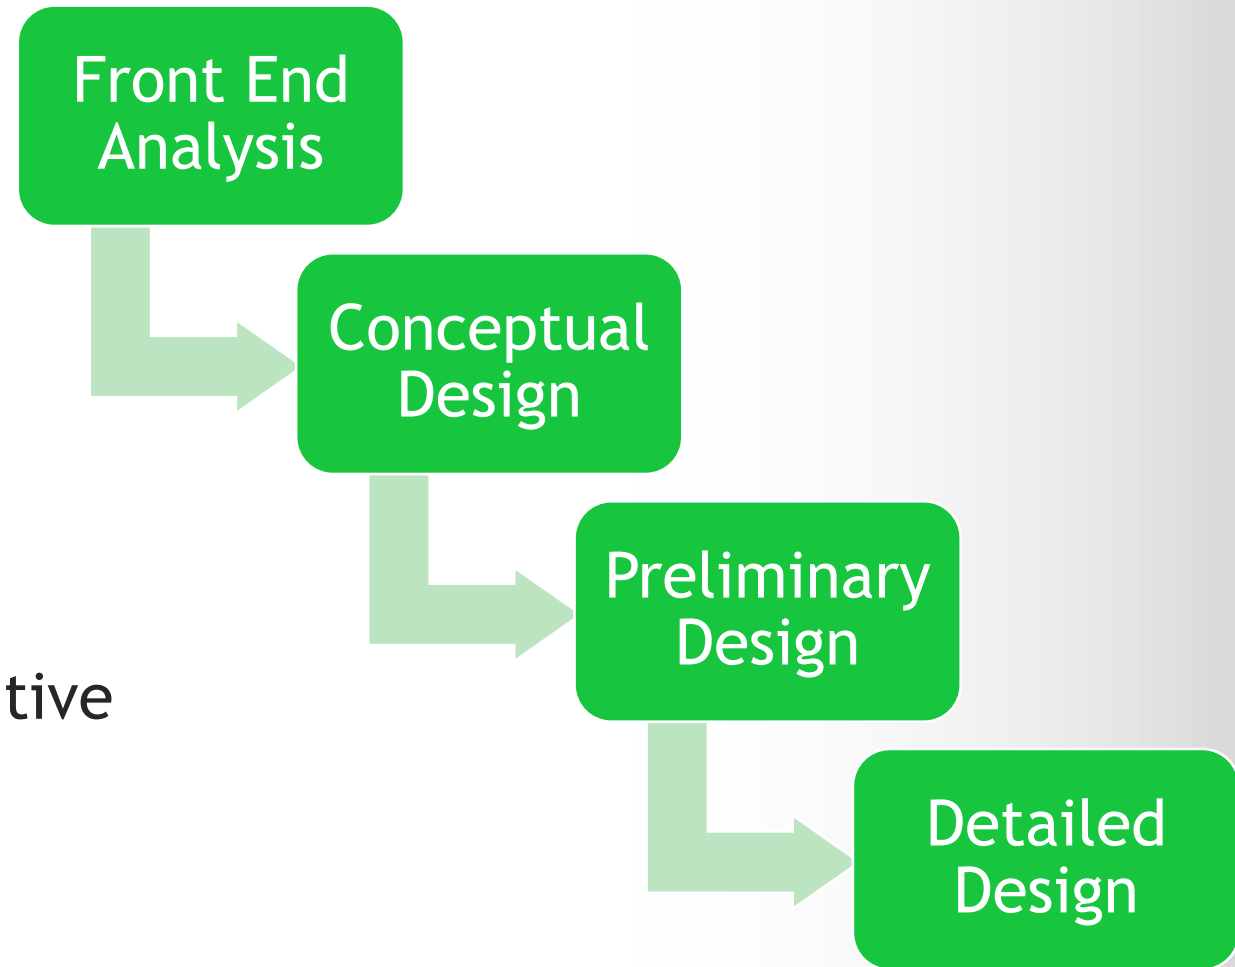 Front End
Analysis
Conceptual
Design
Preliminary
Design
tive
Detailed
Design